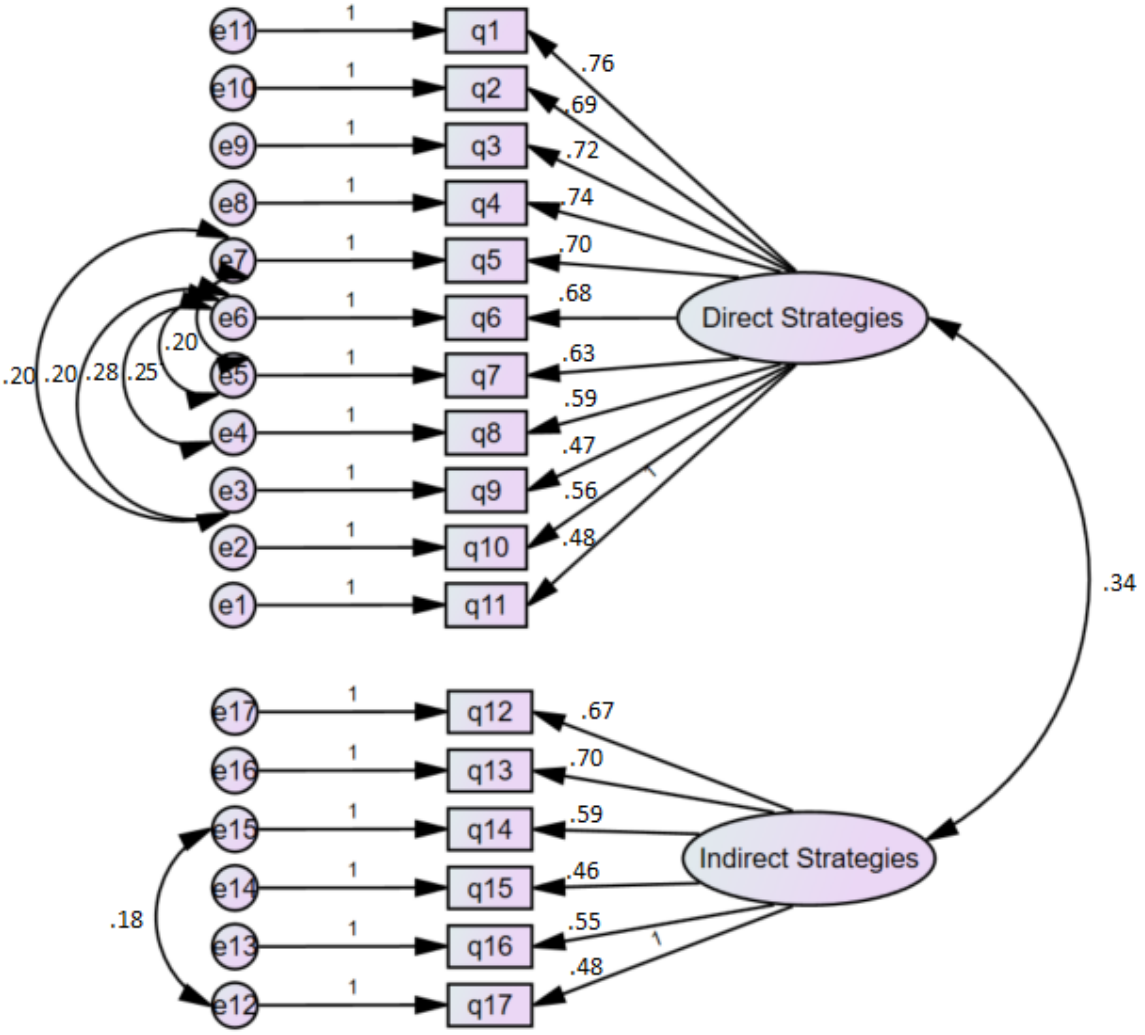 e11 1 q1
.76
e10 1 q2
.69
e9 1 q3
.72
e8 1 q4
.74
e7 1 q5
.70
e6 1 q6
.68
Direct Strategies
.20
e5 1 q7
.63
.20 .20 .28 .25
e4 1 q8
.59
e3 1 q9
.47
1
.56
e2 1 q10
.48
e1 1 q11
.34
e17 1 q12
.67
e16 1 q13
.70
e15 1 q14
.59
Indirect Strategies
e14 1 q15
.46
.18
e13 1 q16
.55
1
.48
e12 1 q17